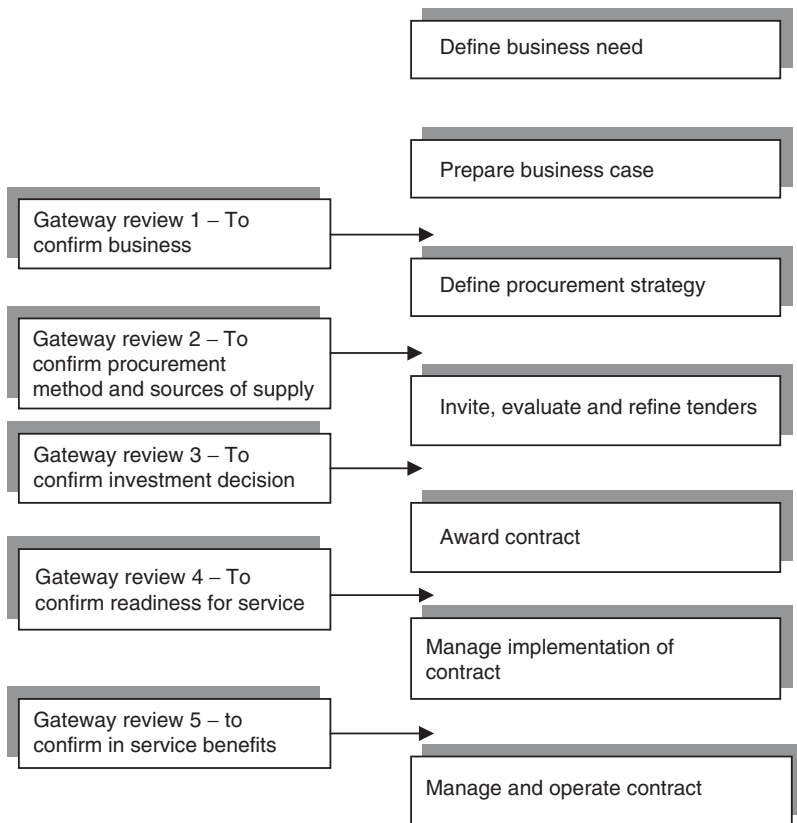 Define business need
Prepare business case
Gateway review 1 – To
confirm business
Define procurement strategy
Gateway review 2 – To
confirm procurement
method and sources of supply
Invite, evaluate and refine tenders
Gateway review 3 – To
confirm investment decision
Award contract
Gateway review 4 – To
confirm readiness for service
Manage implementation of
contract
Gateway review 5 – to
confirm in service benefits
Manage and operate contract